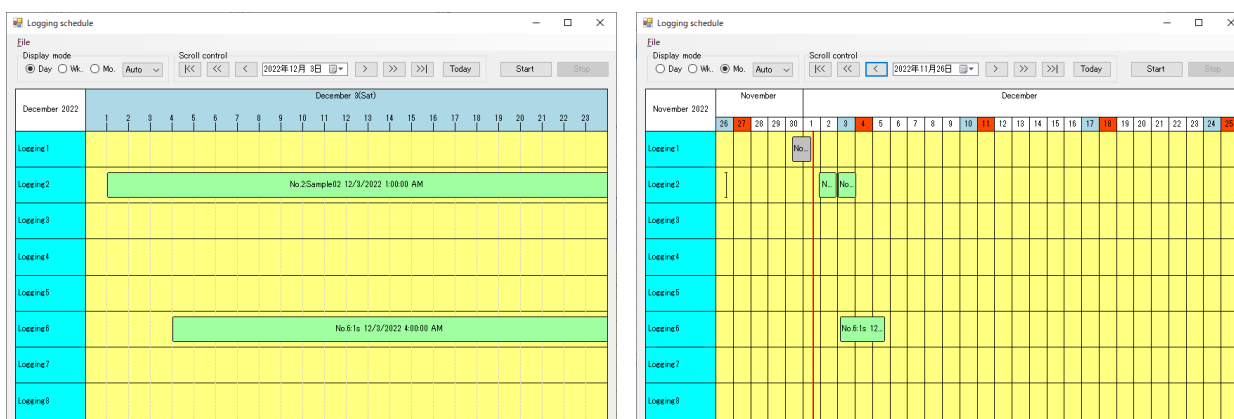 Logging schedule
File
Display mode
Day Wk. Mo. Auto
Scroll control
|<< << < 2022年12月 3日 > >> >>| Today Start Stop
December 2022
December 3(Sat)
1 2 3 4 5 6 7 8 9 10 11 12 13 14 15 16 17 18 19 20 21 22 23
Logging1
Logging2
No.2:Sample02 12/3/2022 1:00:00 AM
Logging3
Logging4
Logging5
Logging6
No.6:1s 12/3/2022 4:00:00 AM
Logging7
Logging8
Logging schedule
File
Display mode
Day Wk. Mo. Auto
Scroll control
|<< << < 2022年11月26日 > >> >>| Today Start Stop
November 2022
November December
26 27 28 29 30 1 2 3 4 5 6 7 8 9 10 11 12 13 14 15 16 17 18 19 20 21 22 23 24 25
Logging1
No...
Logging2
N... No...
Logging3
Logging4
Logging5
Logging6
No.6:1s 12...
Logging7
Logging8